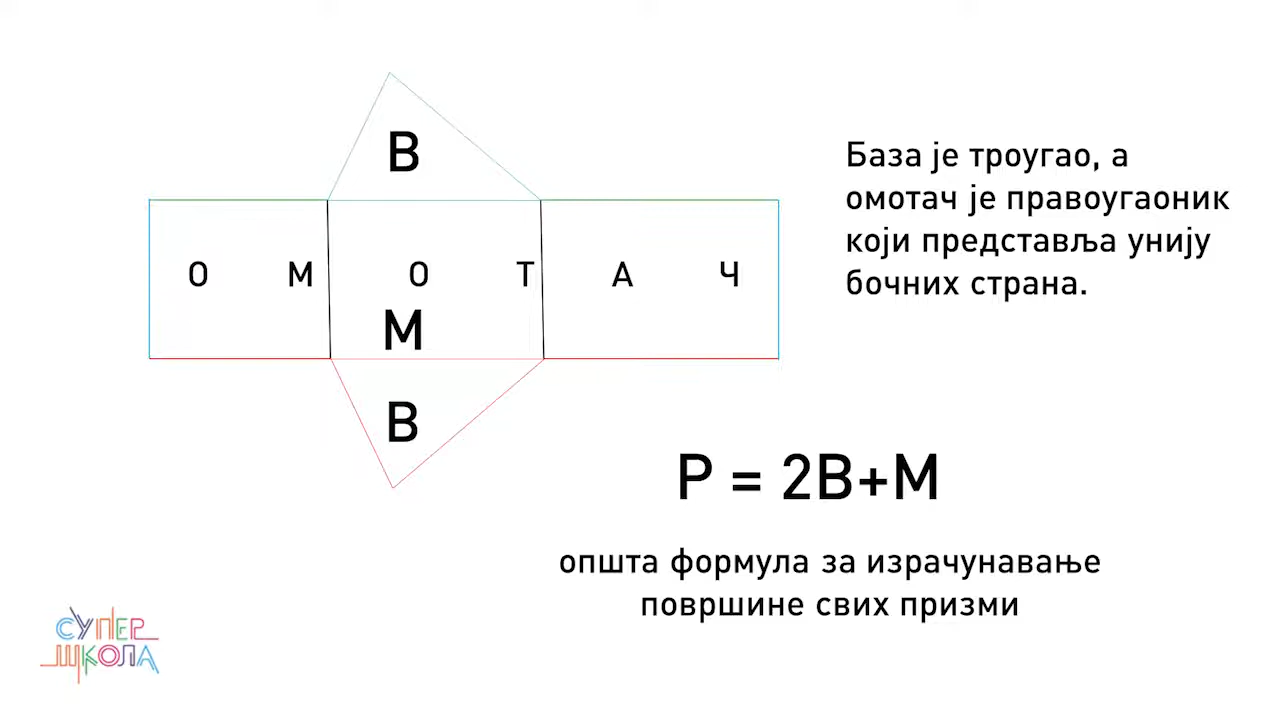 В
О М О Т А Ч
М
В
База је троугао, а
омотач је правоугаоник
који представља унију
бочних страна.
P = 2B+M
општа формула за израчунавање
површине свих призми
СУПЕР
ШКОЛА